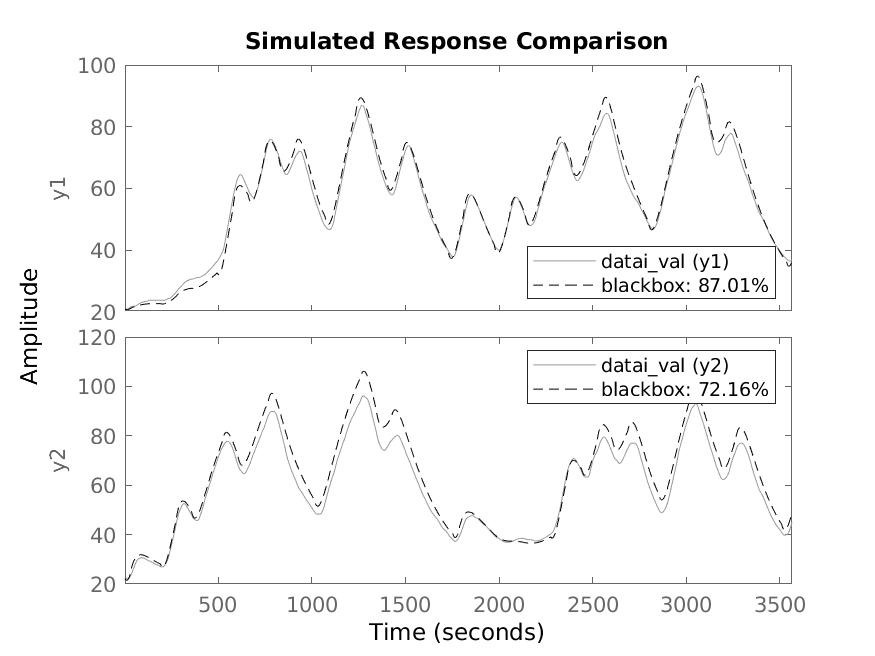 Simulated Response Comparison
100
80
60
40
20
y1
datai_val (y1)
blackbox: 87.01%
Amplitude
120
100
80
60
40
20
y2
datai_val (y2)
blackbox: 72.16%
500 1000 1500 2000 2500 3000 3500
Time (seconds)